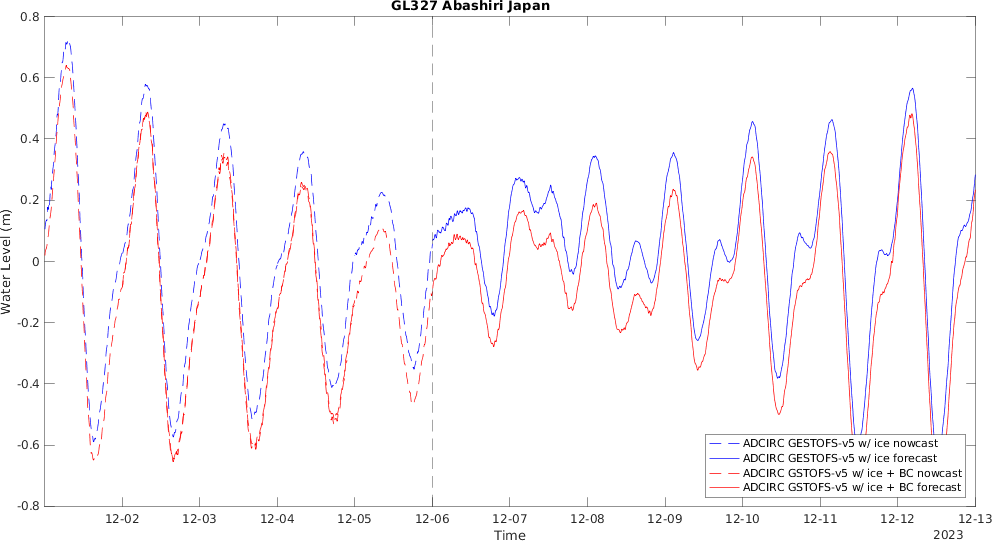 GL327 Abashiri Japan
Water Level (m)
0.8
0.6
0.4
0.2
0
-0.2
-0.4
-0.6
-0.8
ADCIRC GESTOFS-v5 w/ ice nowcast
ADCIRC GESTOFS-v5 w/ ice forecast
ADCIRC GSTOFS-v5 w/ ice + BC nowcast
ADCIRC GSTOFS-v5 w/ ice + BC forecast
12-02 12-03 12-04 12-05 12-06 12-07 12-08 12-09 12-10 12-11 12-12 12-13
Time
2023